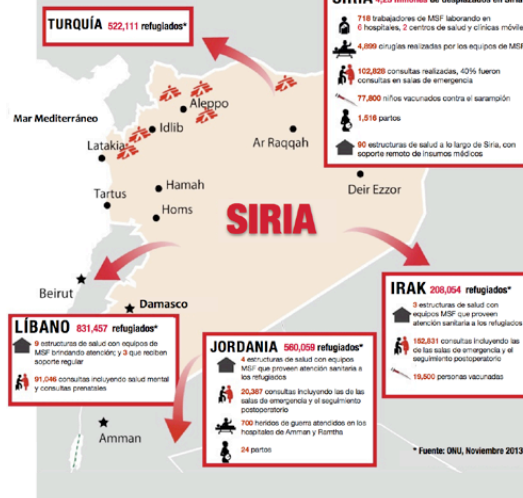 TURQUÍA 522,111 refugiados*
718 trabajadores de MSF laborando en
6 hospitales, 2 centros de salud y clínicas
4,899 cirugías realizadas por los equipos de MSF
102,828 consultas realizadas, 40% fueron
consultas en salas de emergencia
77,800 niños vacunados contra el sarampión
1,516 partos
90 estructuras de salud a lo largo de Siria, con
soporte remoto de insumos médicos
Mar Mediterráneo
Aleppo
Idlib
Latakia
Ar Raqqah
Tartus
Hamah
Homs
Deir Ezzor
SIRIA
Beirut
Damasco
LÍBANO 831,457 refugiados*
9 estructuras de salud con equipos de
MSF brindando atención; y 3 que reciben
soporte regular
91,046 consultas incluyendo salud mental
y consultas prenatales
JORDANIA 560,059 refugiados*
4 estructuras de salud con equipos
MSF que proveen atención sanitaria a
los refugiados
20,387 consultas incluyendo las de las
salas de emergencia y el seguimiento
postoperatorio
700 heridos de guerra atendidos en los
hospitales de Amman y Ramtha
24 partos
IRAK 208,054 refugiados*
3 estructuras de salud con
equipos MSF que proveen
atención sanitaria a los refugiados
182,831 consultas incluyendo las
de las salas de emergencia y el
seguimiento postoperatorio
19,500 personas vacunadas
Amman
* Fuente: ONU, Noviembre 2013